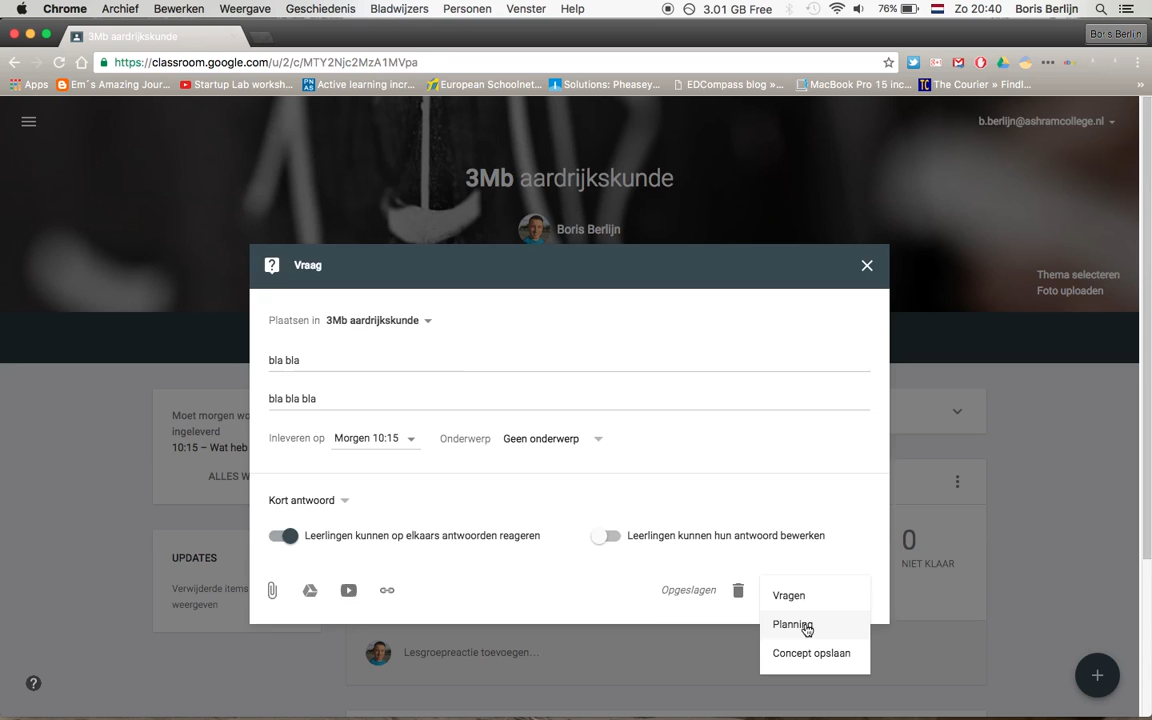 Chrome Archief Bewerken Weergave Geschiedenis Bladwijzers Personen Venster Help 3.01 GB Free 76% Zo 20:40 Boris Berlijn
3Mb aardrijkskunde Boris Berlijn
https://classroom.google.com/u/2/c/MTY2Njc2MzA1MVpa
Apps Em´s Amazing Jour... Startup Lab worksh... Active learning incr... European Schoolnet... Solutions: Pheasey... EDCompass blog »... MacBook Pro 15 inc... The Courier » Findl... »
b.berlijn@ashramcollege.nl
3Mb aardrijkskunde
Boris Berlijn
Thema selecteren
Foto uploaden
Vraag
Plaatsen in 3Mb aardrijkskunde
bla bla
bla bla bla
Inleveren op Morgen 10:15 Onderwerp Geen onderwerp
Kort antwoord
Leerlingen kunnen op elkaars antwoorden reageren Leerlingen kunnen hun antwoord bewerken
Opgeslagen
Vragen
Planning
Concept opslaan
Moet morgen wo
ingeleverd
10:15 – Wat heb
ALLES W
UPDATES
Verwijderde items
weergeven
0
NIET KLAAR
Lesgroepreactie toevoegen...